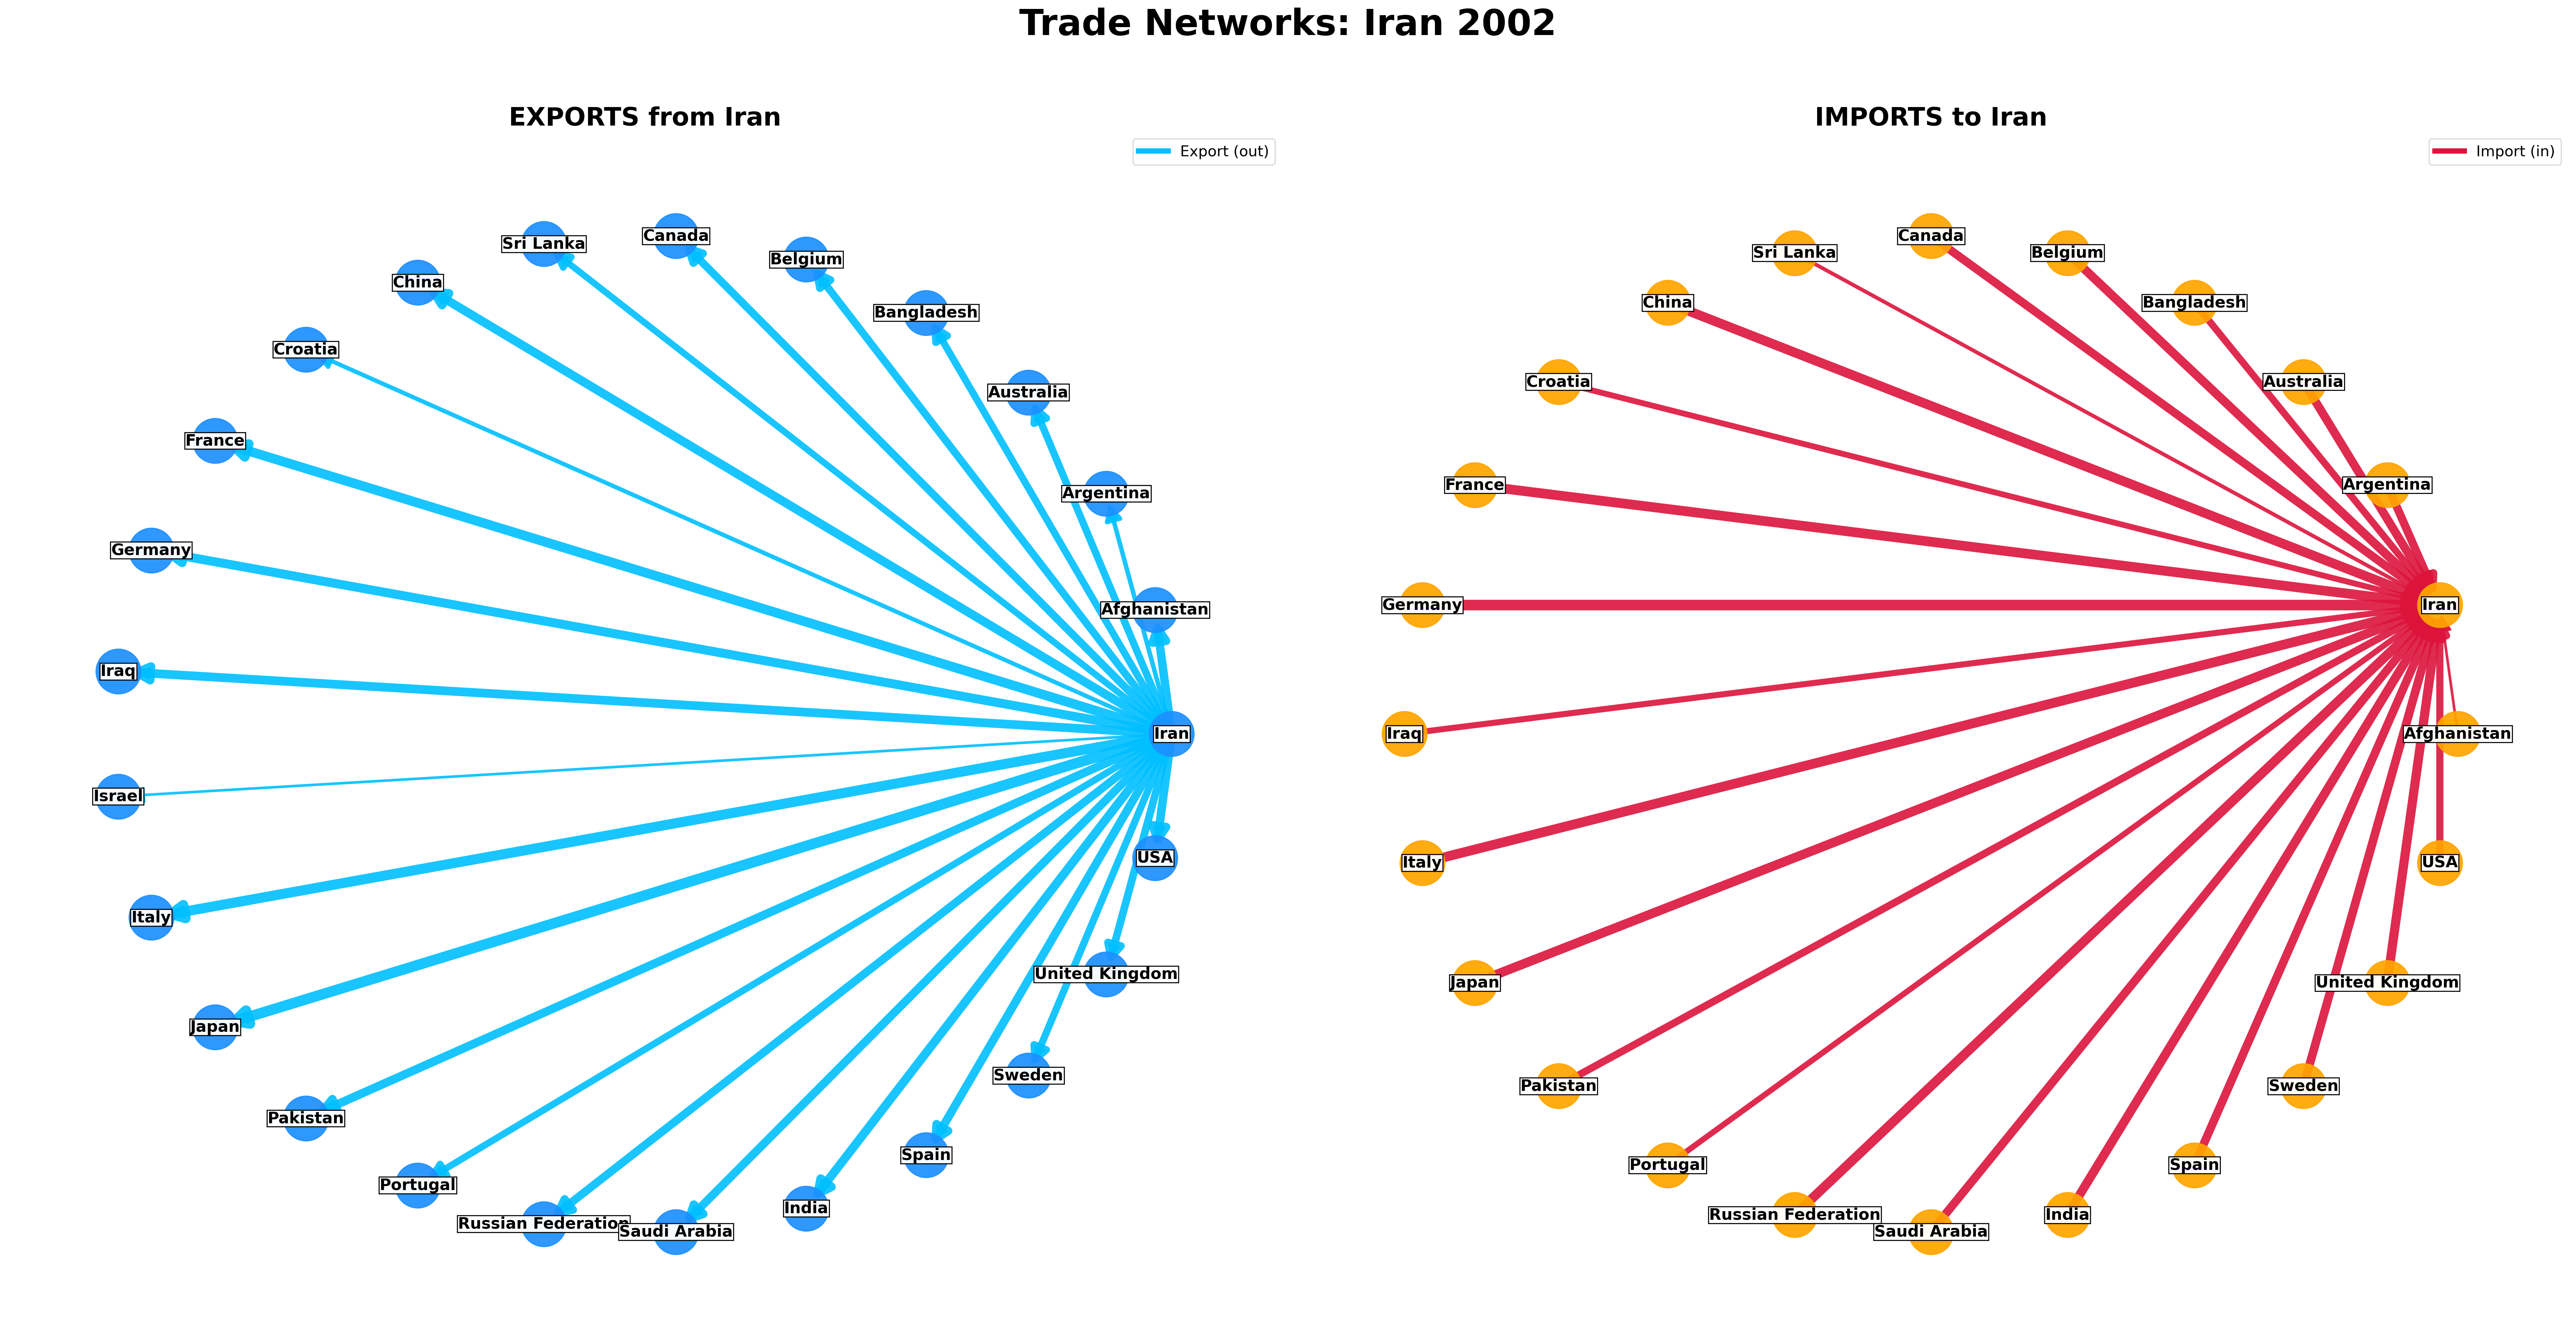 Trade Networks: Iran 2002
EXPORTS from Iran
Export (out)
Sri Lanka
Canada
Belgium
China
Bangladesh
Croatia
Australia
France
Argentina
Germany
Afghanistan
Iraq
Iran
Israel
USA
Italy
United Kingdom
Japan
Sweden
Pakistan
Spain
Portugal
India
Russian Federation
Saudi Arabia
IMPORTS to Iran
Import (in)
Canada
Sri Lanka
Belgium
China
Bangladesh
Croatia
Australia
France
Argentina
Germany
Iran
Iraq
Afghanistan
Italy
USA
Japan
United Kingdom
Pakistan
Sweden
Portugal
Spain
Russian Federation
India
Saudi Arabia